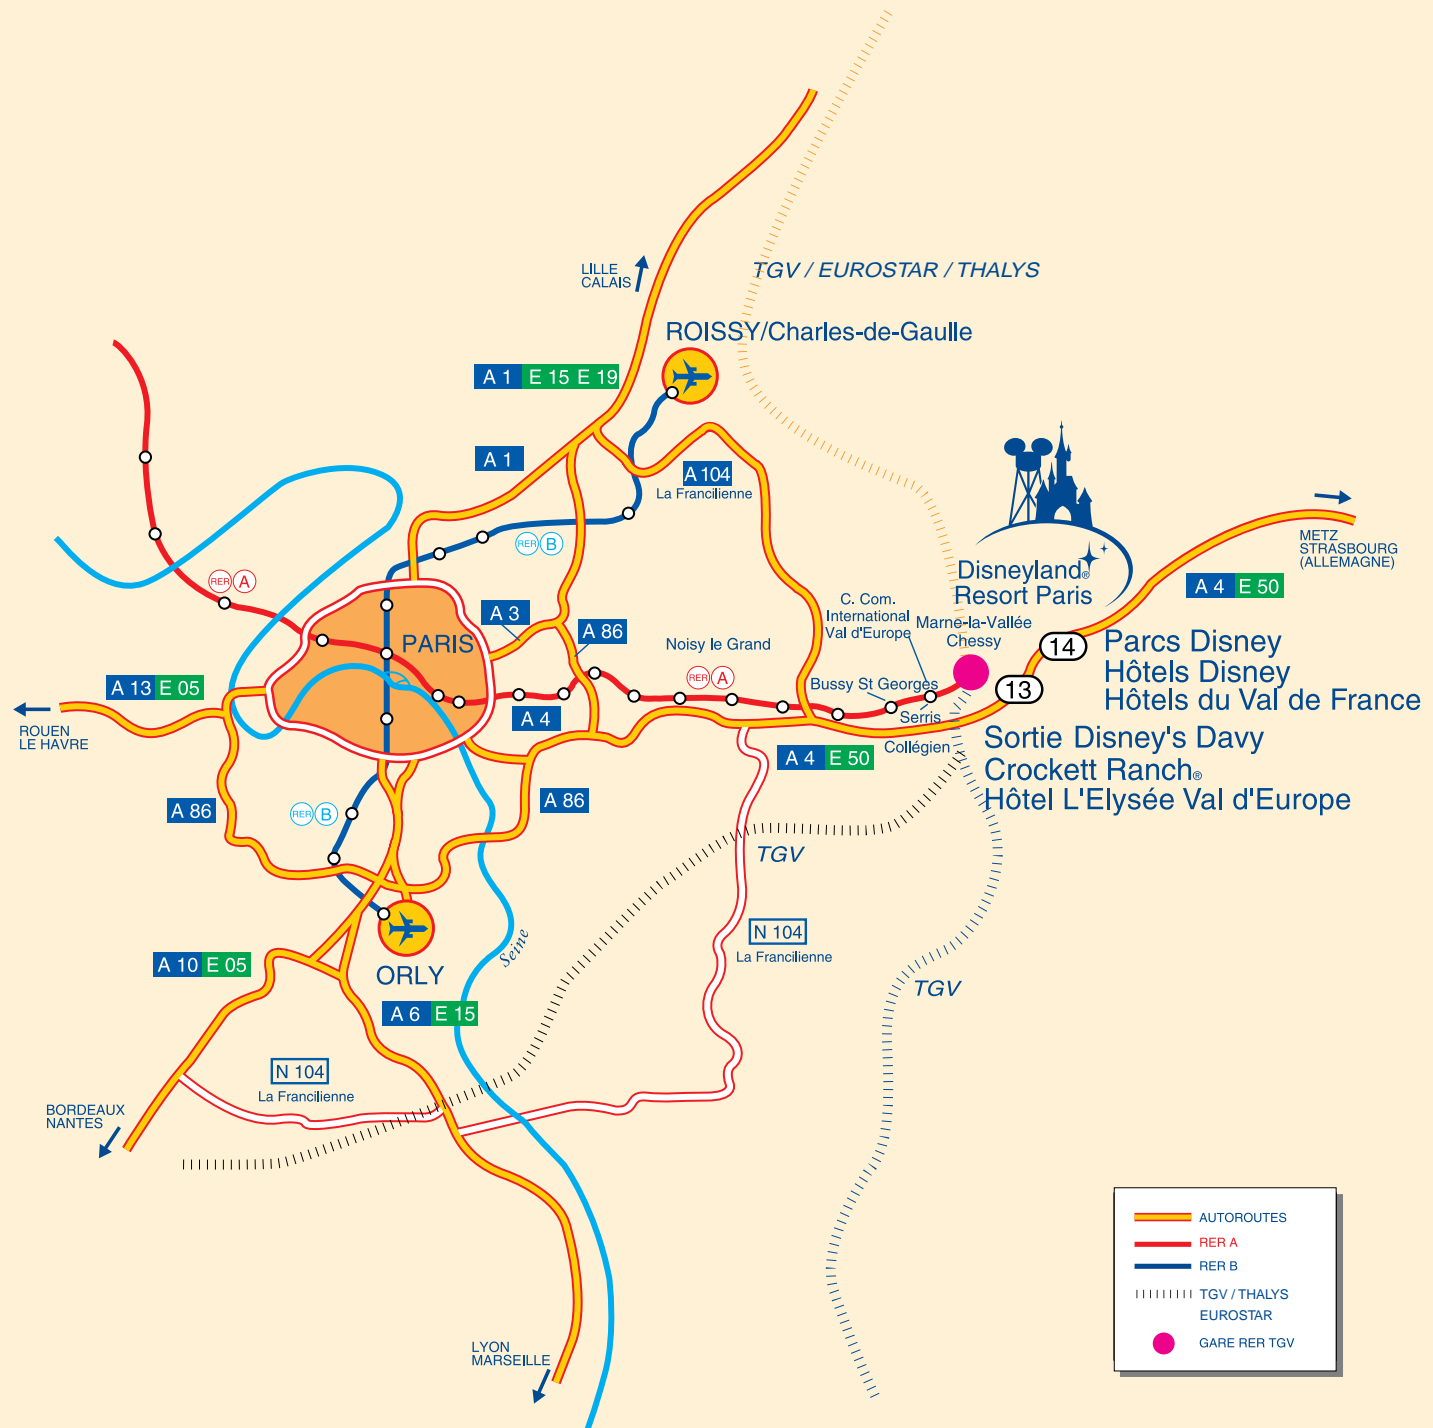 TGV / EUROSTAR / THALYS
LILLE
CALAIS
ROISSY/Charles-de-Gaulle
A 1 E 15 E 19
A 1
A 104
La Francilienne
RER B
METZ
STRASBOURG
(ALLEMAGNE)
A 4 E 50
Disneyland®
Resort Paris
RER A
C. Com.
International
Val d'Europe
Marne-la-Vallée
Chessy
A 3
A 86
PARIS
Noisy le Grand
14
Parcs Disney
Hôtels Disney
Hôtels du Val de France
RER A
Bussy St Georges
13
A 13 E 05
A 4
Serris
ROUEN
LE HAVRE
Collégien
Sortie Disney's Davy
Crockett Ranch®
Hôtel L'Elysée Val d'Europe
A 4 E 50
A 86
RER B
A 86
TGV
N 104
La Francilienne
Seine
A 10 E 05
ORLY
TGV
A 6 E 15
N 104
La Francilienne
BORDEAUX
NANTES
LYON
MARSEILLE
AUTOROUTES
RER A
RER B
TGV / THALYS
EUROSTAR
GARE RER TGV